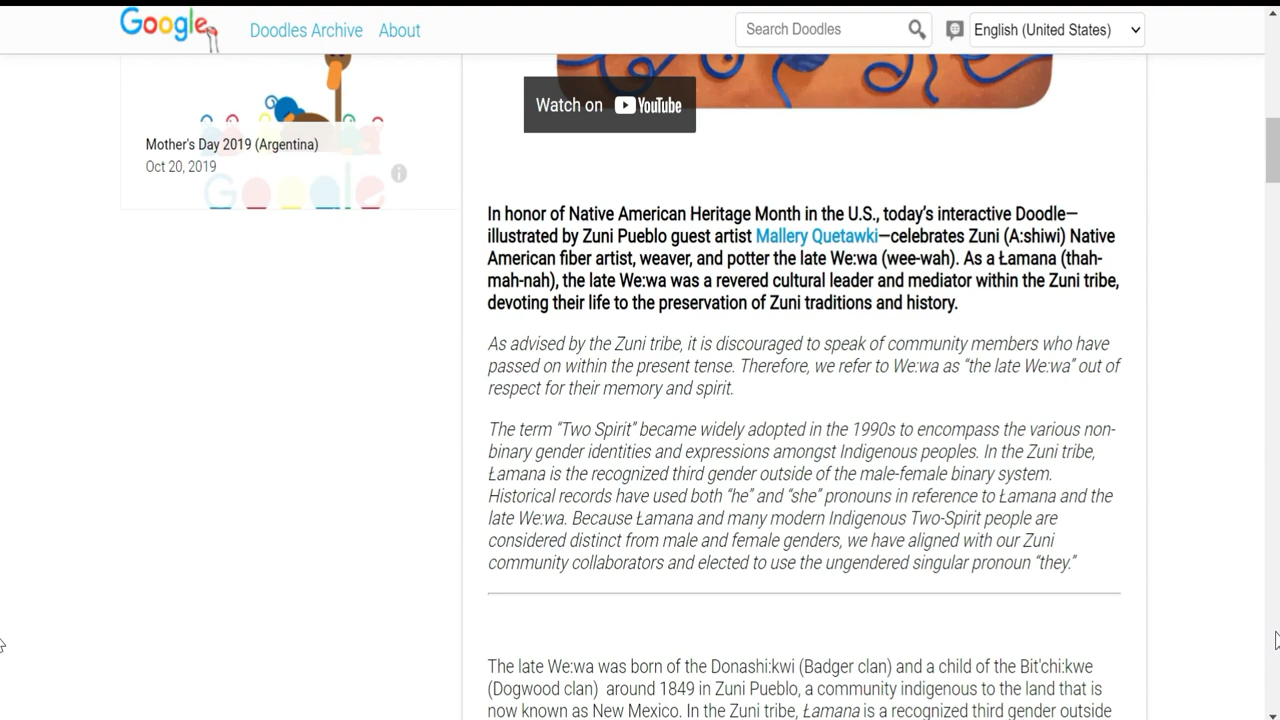 Google
Doodles Archive
About
Search Doodles
English (United States)
Watch on YouTube
Mother's Day 2019 (Argentina)
Oct 20, 2019
Google
In honor of Native American Heritage Month in the U.S., today’s interactive Doodle—
illustrated by Zuni Pueblo guest artist Mallery Quetawki—celebrates Zuni (A:shiwi) Native
American fiber artist, weaver, and potter the late We:wa (wee-wah). As a Łamana (thah-
mah-nah), the late We:wa was a revered cultural leader and mediator within the Zuni tribe,
devoting their life to the preservation of Zuni traditions and history.
As advised by the Zuni tribe, it is discouraged to speak of community members who have
passed on within the present tense. Therefore, we refer to We:wa as “the late We:wa” out of
respect for their memory and spirit.
The term “Two Spirit” became widely adopted in the 1990s to encompass the various non-
binary gender identities and expressions amongst Indigenous peoples. In the Zuni tribe,
Łamana is the recognized third gender outside of the male-female binary system.
Historical records have used both “he” and “she” pronouns in reference to Łamana and the
late We:wa. Because Łamana and many modern Indigenous Two-Spirit people are
considered distinct from male and female genders, we have aligned with our Zuni
community collaborators and elected to use the ungendered singular pronoun “they.”
The late We:wa was born of the Donashi:kwi (Badger clan) and a child of the Bit'chi:kwe
(Dogwood clan) around 1849 in Zuni Pueblo, a community indigenous to the land that is
now known as New Mexico. In the Zuni tribe, Łamana is a recognized third gender outside